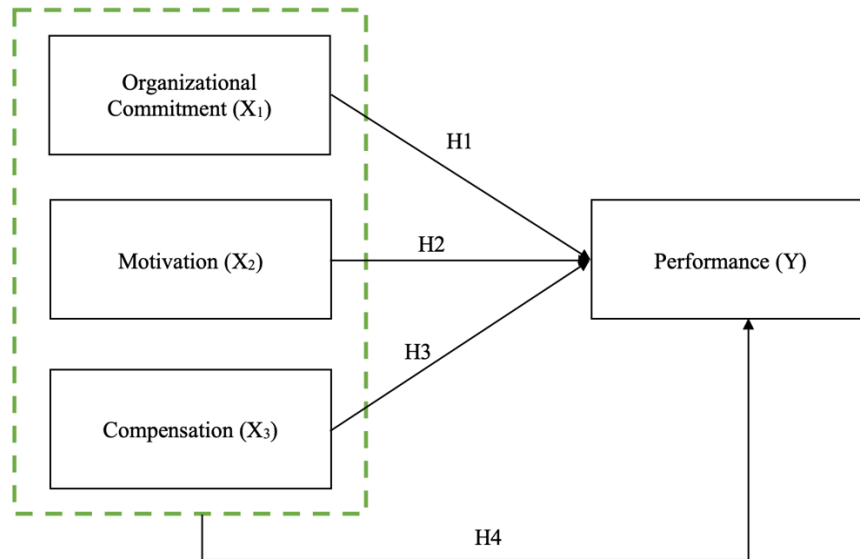 Organizational
Commitment (X₁)
H1
Motivation (X₂)
H2
Performance (Y)
H3
Compensation (X₃)
H4